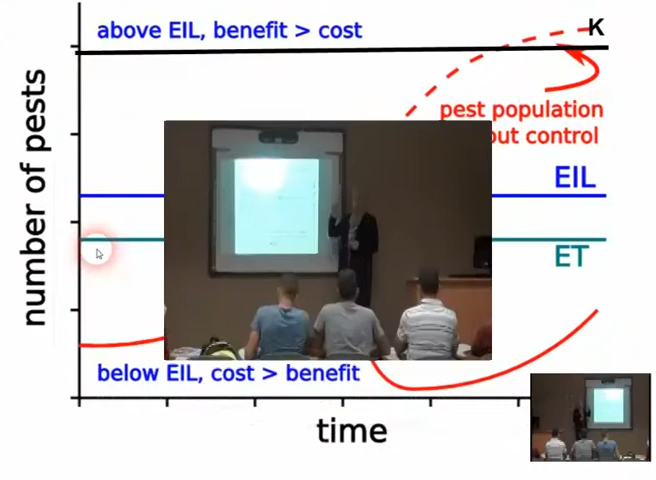 above EIL, benefit > cost
K
pest population
out control
EIL
ET
below EIL, cost > benefit
number of pests
time